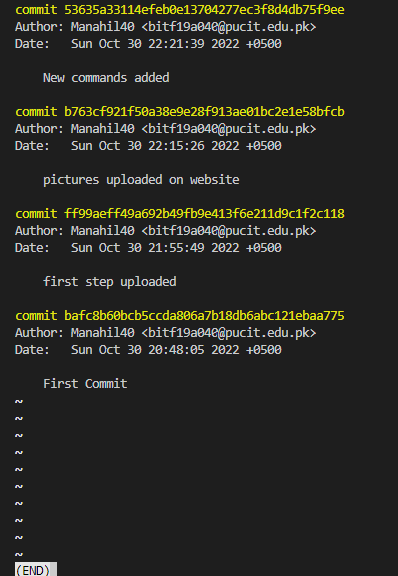 commit 53635a33114efeb0e13704277ec3f8d4db75f9ee
Author: Manahil40 <bitf19a040@pucit.edu.pk>
Date:   Sun Oct 30 22:21:39 2022 +0500
    New commands added
commit b763cf921f50a38e9e28f913ae01bc2e1e58bfcb
Author: Manahil40 <bitf19a040@pucit.edu.pk>
Date:   Sun Oct 30 22:15:26 2022 +0500
    pictures uploaded on website
commit ff99aeff49a692b49fb9e413f6e211d9c1f2c118
Author: Manahil40 <bitf19a040@pucit.edu.pk>
Date:   Sun Oct 30 21:55:49 2022 +0500
    first step uploaded
commit bafc8b60bcb5ccda806a7b18db6abc121ebaa775
Author: Manahil40 <bitf19a040@pucit.edu.pk>
Date:   Sun Oct 30 20:48:05 2022 +0500
    First Commit
~
~
~
~
~
~
~
~
~
~
(END)